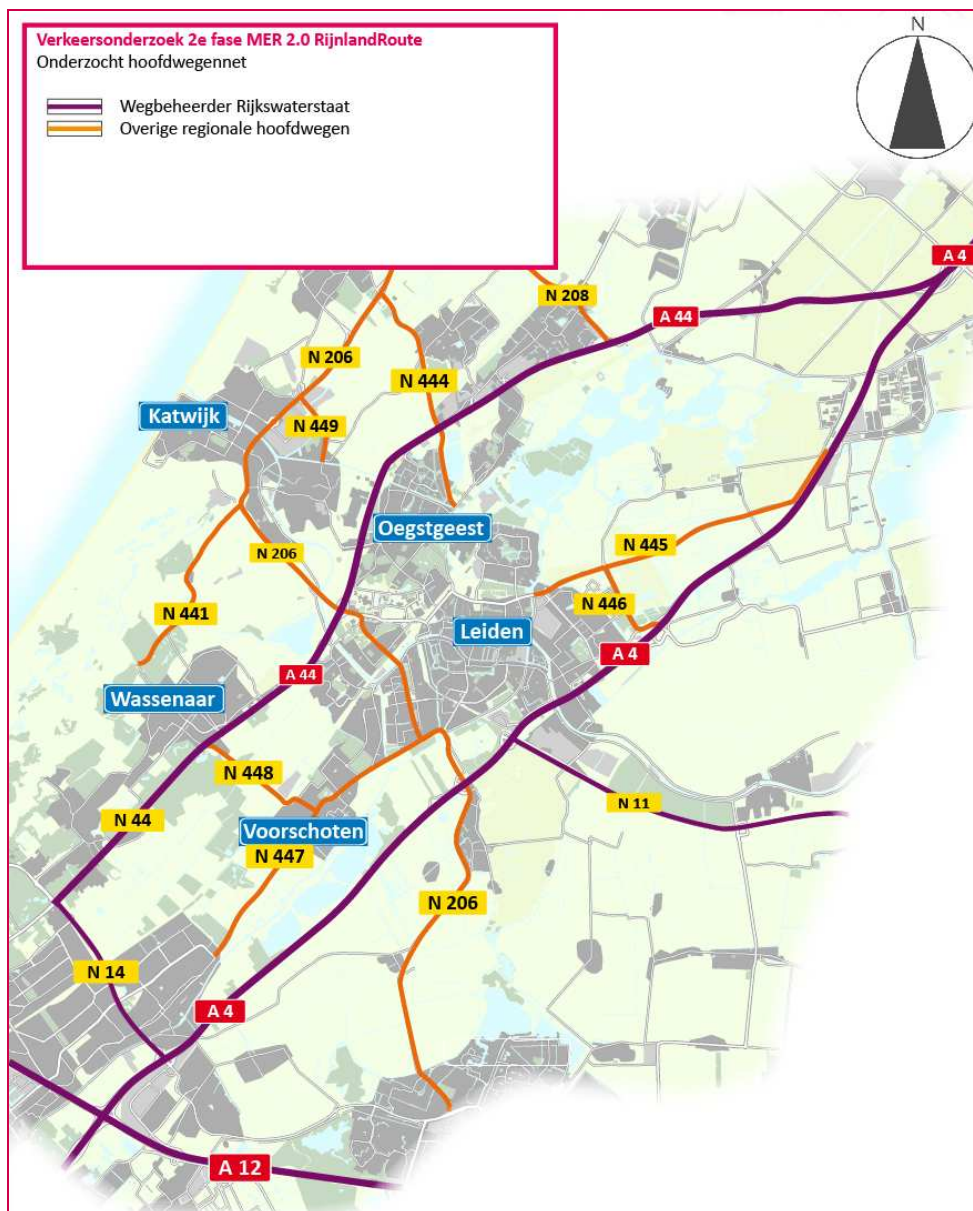 Verkeersonderzoek 2e fase MER 2.0 RijnlandRoute
Onderzocht hoofdwegennet
Wegbeheerder Rijkswaterstaat
Overige regionale hoofdwegen
N
A 4
N 208
A 44
N 206
N 444
Katwijk
N 449
Oegstgeest
N 206
N 445
N 441
N 446
Leiden
A 4
A 44
Wassenaar
N 448
N 44
N 11
Voorschoten
N 447
N 206
N 14
A 4
A 12